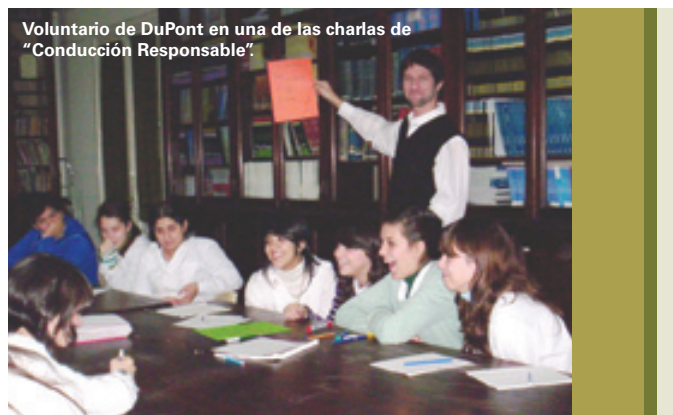 Voluntario de DuPont en una de las charlas de
“Conducción Responsable”.